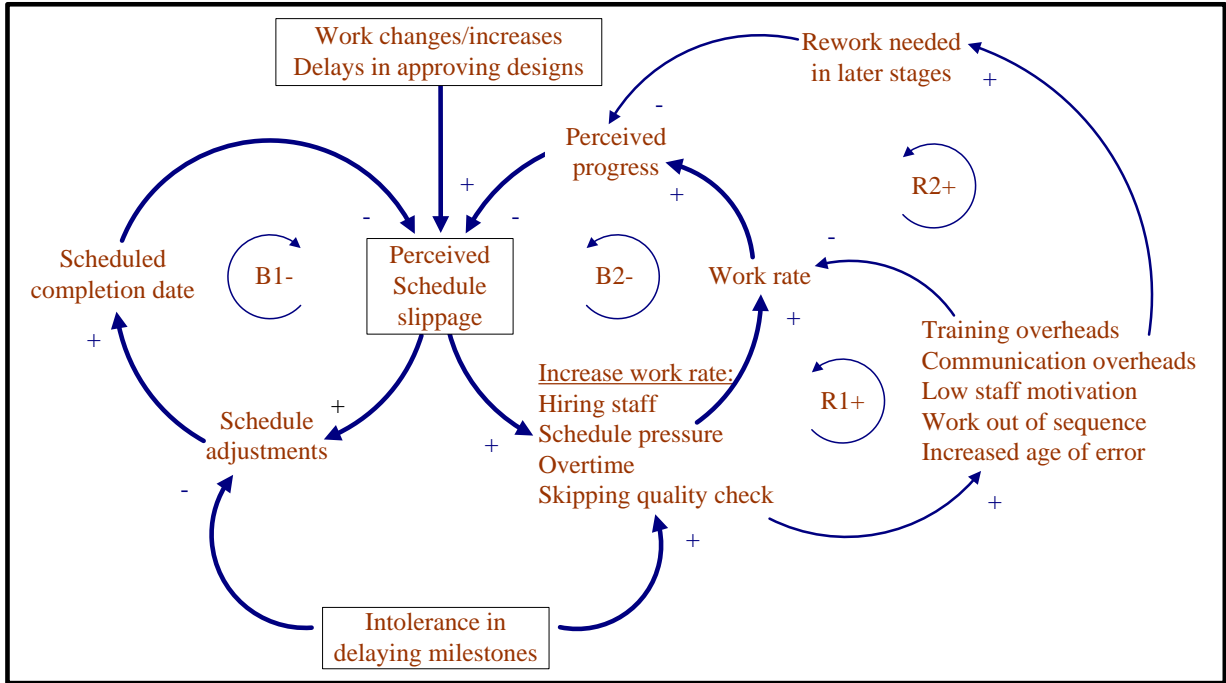 Work changes/increases
Delays in approving designs
Rework needed
in later stages
+
-
Perceived
progress
+
+
R2+
-
-
-
Scheduled
completion date
B1-
Perceived
Schedule
slippage
B2-
Work rate
+
+
Training overheads
Communication overheads
Low staff motivation
Work out of sequence
Increased age of error
Increase work rate:
Hiring staff
Schedule pressure
Overtime
Skipping quality check
R1+
+
Schedule
adjustments
+
-
+
+
Intolerance in
delaying milestones